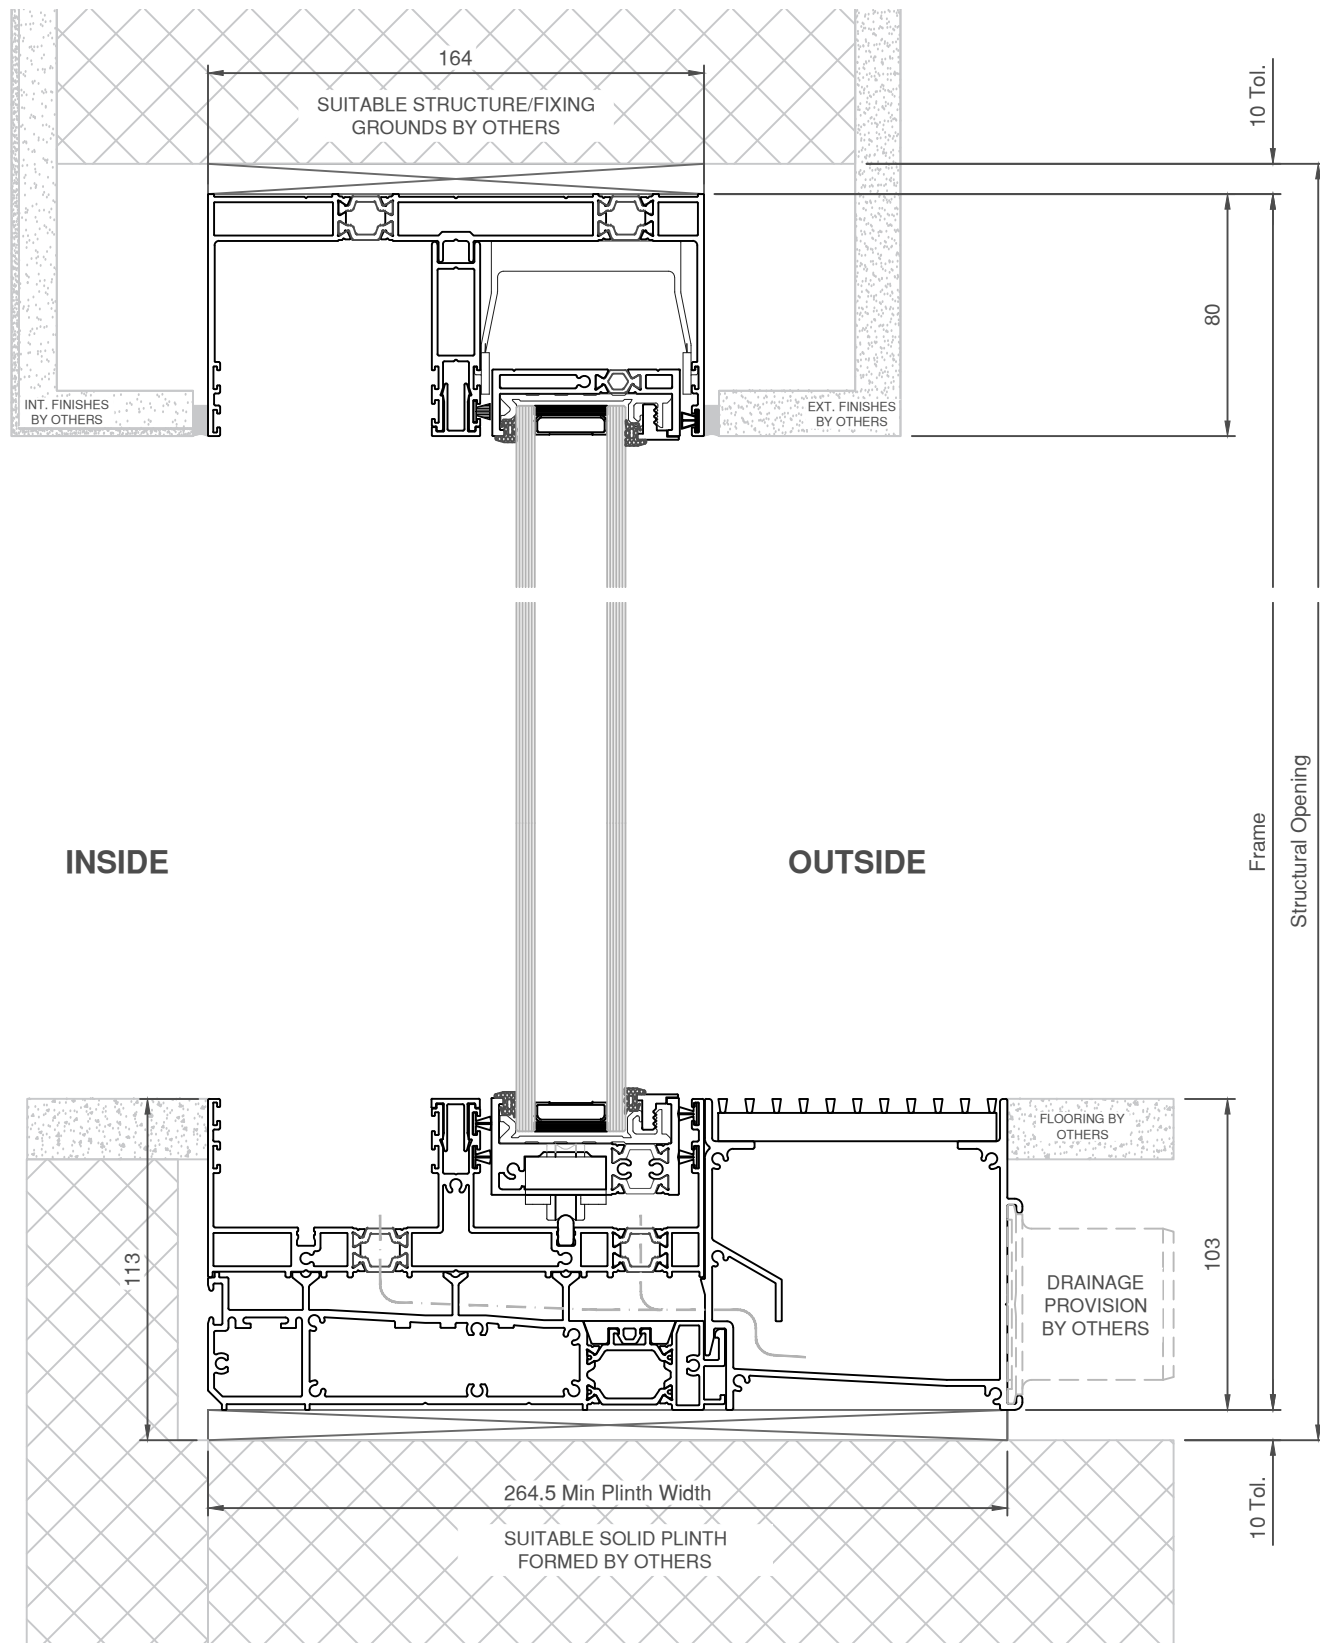 164
SUITABLE STRUCTURE/FIXING
GROUNDS BY OTHERS
10 Tol.
80
INT. FINISHES
BY OTHERS
EXT. FINISHES
BY OTHERS
INSIDE
OUTSIDE
Frame
Structural Opening
FLOORING BY
OTHERS
113
103
DRAINAGE
PROVISION
BY OTHERS
264.5 Min Plinth Width
10 Tol.
SUITABLE SOLID PLINTH
FORMED BY OTHERS